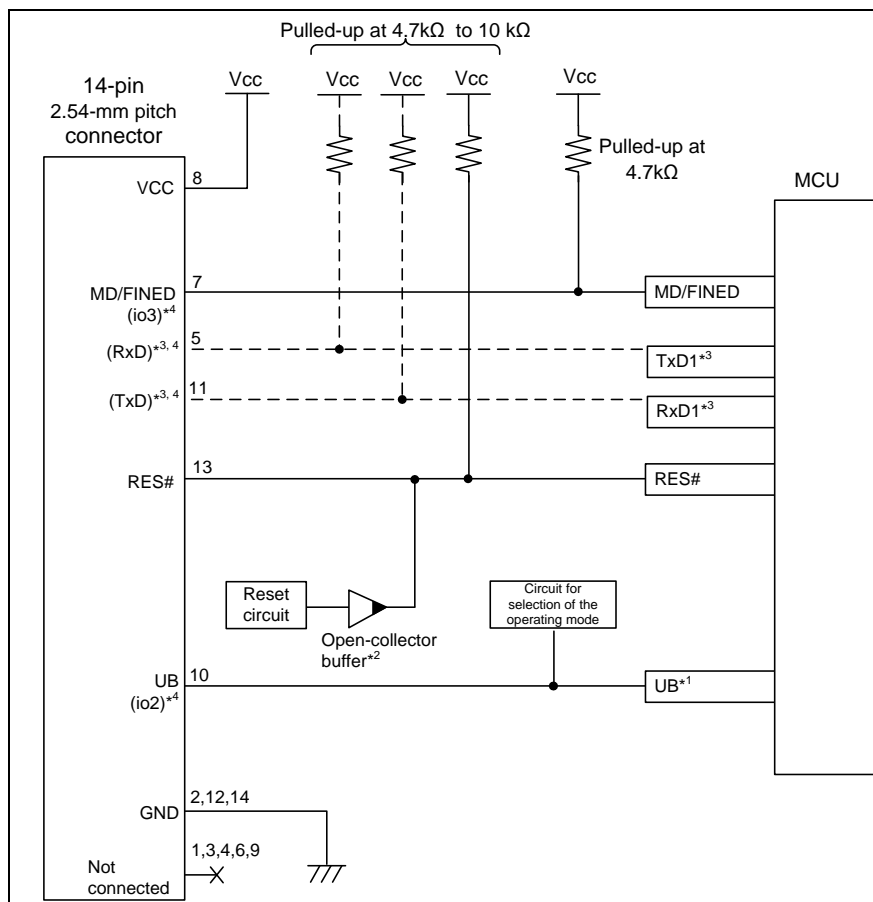 Pulled-up at 4.7kΩ to 10 kΩ
Vcc
Vcc
Vcc
Vcc
Vcc
14-pin
2.54-mm pitch
connector
Pulled-up at
4.7kΩ
MCU
VCC
8
MD/FINED
(io3)*4
7
MD/FINED
(RxD)*3, 4
5
TxD1*3
(TxD)*3, 4
11
RxD1*3
RES#
13
RES#
Reset
circuit
Open-collector
buffer*2
Circuit for
selection of the
operating mode
UB
(io2)*4
10
UB*1
GND
2,12,14
Not
connected
1,3,4,6,9